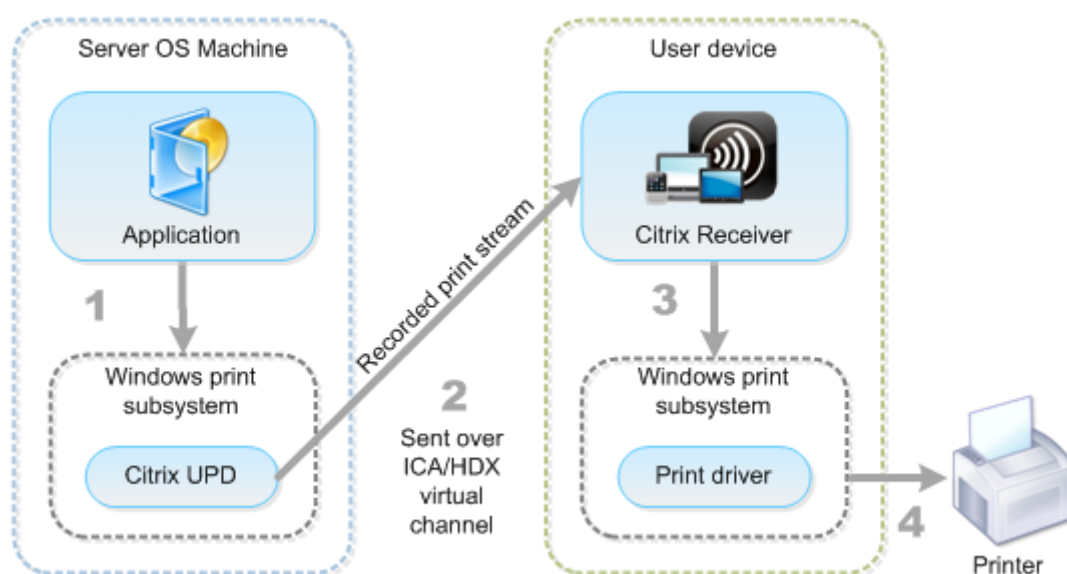 Server OS Machine
User device
Application
Citrix Receiver
1
Recorded print stream
3
Windows print
subsystem
2
Windows print
subsystem
Sent over
ICA/HDX
virtual
channel
Citrix UPD
Print driver
4
Printer